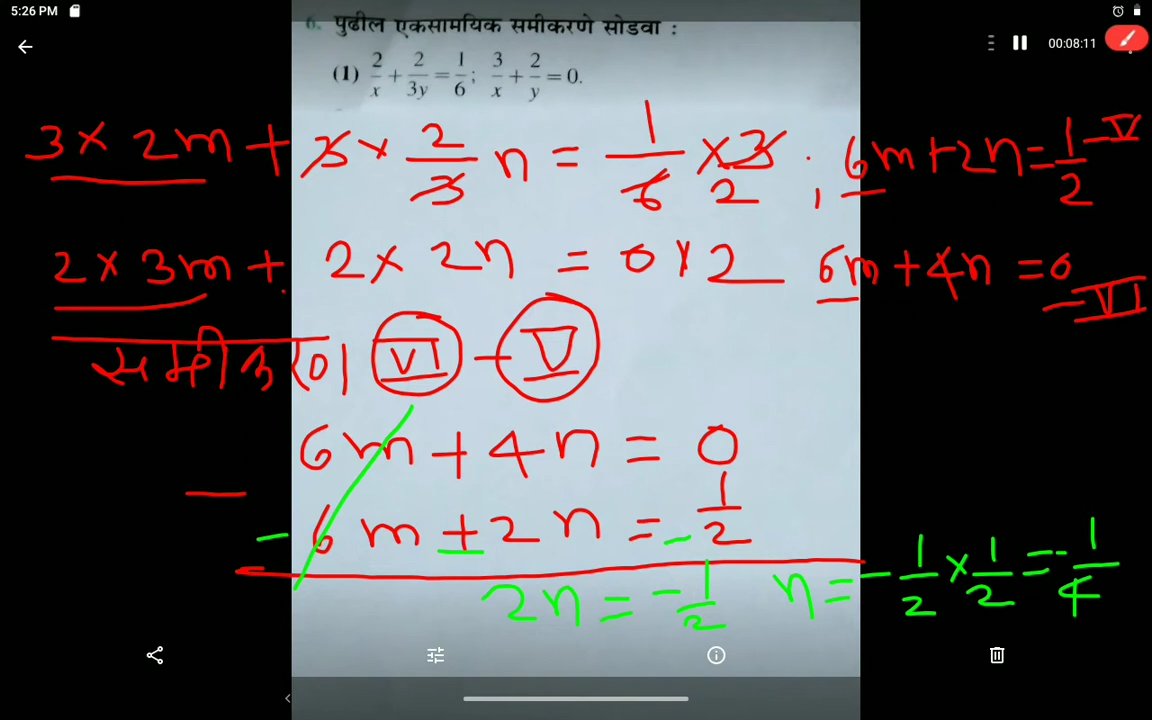 5:26 PM
00:08:11
6. पुढील एकसामयिक समीकरणे सोडवा :
(1) 2/x + 2/3y = 1/6; 3/x + 2/y = 0.
3 × 2m + 3 × 2/3 n = 1/6 × 3 2 ; 6m + 2n = 1/2 — V
2 × 3m + 2 × 2n = 0 × 2 6m + 4n = 0 — VI
समीकरण VI — V
6m + 4n = 0
— - 6m + 2n = - 1/2
2n = - 1/2 n = - 1/2 × 1/2 = - 1/4